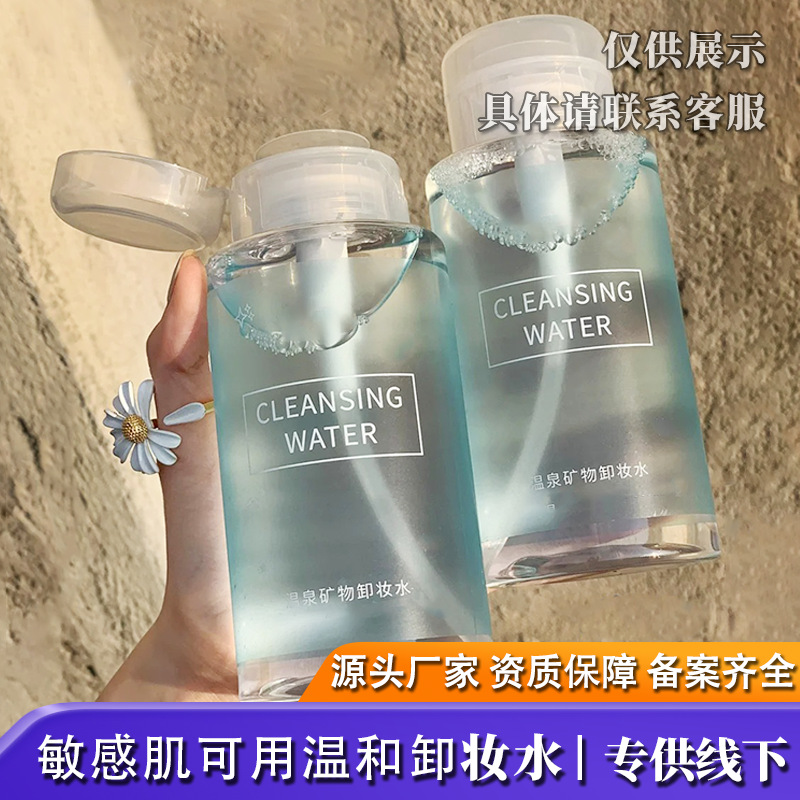 仅供展示
具体请联系客服
CLEANSING
WATER
温泉矿物卸妆水
CLEANSING
WATER
温泉矿物卸妆水
源头厂家 资质保障 备案齐全
敏感肌可用温和卸妆水| 专供线下